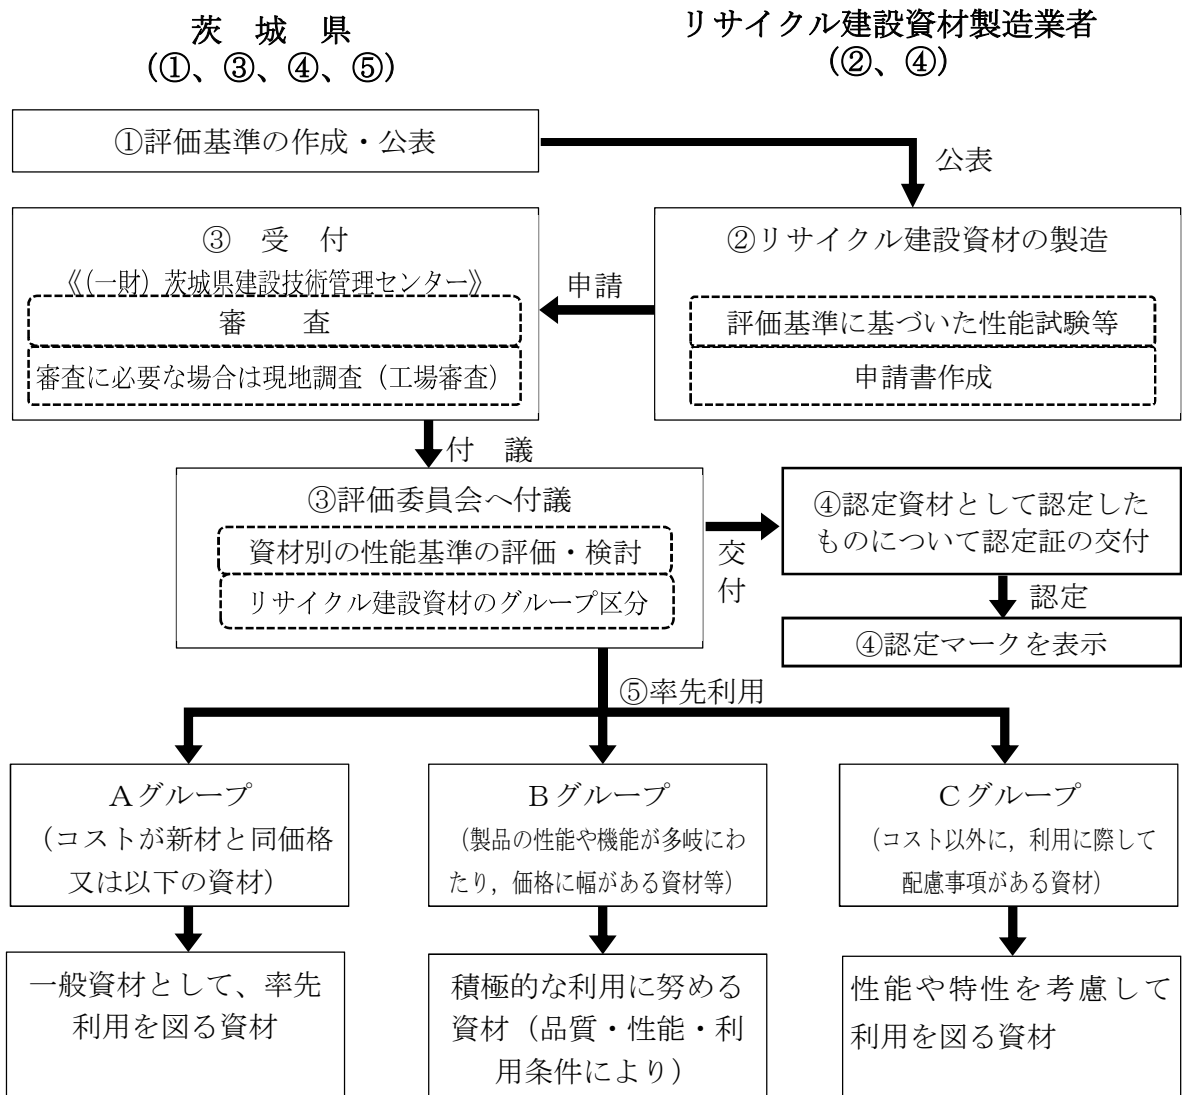 茨　城　県
(①、③、④、⑤)
リサイクル建設資材製造業者
(②、④)
①評価基準の作成・公表
公表
③　受　付
《(一財) 茨城県建設技術管理センター》
審　　査
審査に必要な場合は現地調査（工場審査）
申請
②リサイクル建設資材の製造
評価基準に基づいた性能試験等
申請書作成
付　議
③評価委員会へ付議
資材別の性能基準の評価・検討
リサイクル建設資材のグループ区分
交
付
④認定資材として認定した
ものについて認定証の交付
認定
④認定マークを表示
⑤率先利用
Ａグループ
（コストが新材と同価格
又は以下の資材）
Ｂグループ
（製品の性能や機能が多岐にわ
たり，価格に幅がある資材等）
Ｃグループ
（コスト以外に，利用に際して
配慮事項がある資材）
一般資材として、率先
利用を図る資材
積極的な利用に努める
資材（品質・性能・利
用条件により）
性能や特性を考慮して
利用を図る資材